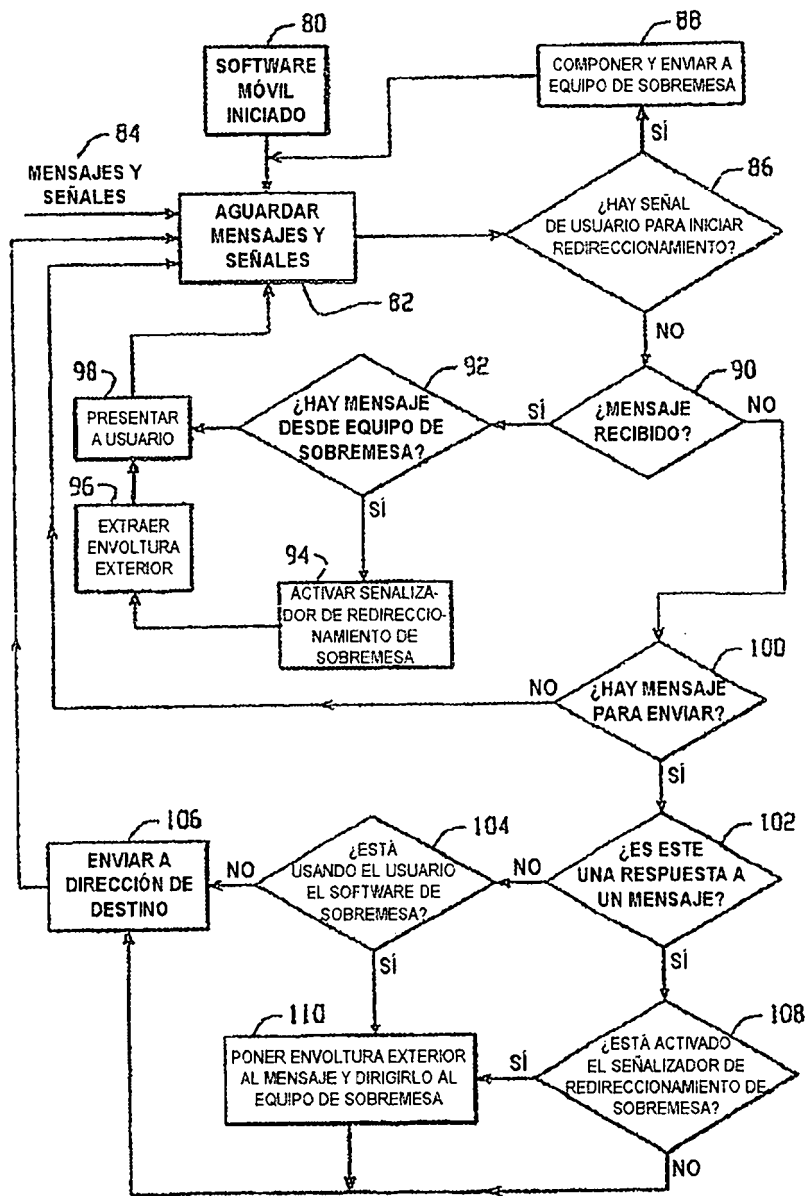 80
SOFTWARE
MÓVIL
INICIADO
88
COMPONER Y ENVIAR A
EQUIPO DE SOBREMESA
SÍ
84
MENSAJES Y
SEÑALES
86
¿HAY SEÑAL
DE USUARIO PARA INICIAR
REDIRECCIONAMIENTO?
AGUARDAR
MENSAJES Y
SEÑALES
82
NO
98
PRESENTAR
A USUARIO
92
¿HAY MENSAJE
DESDE EQUIPO DE
SOBREMESA?
SÍ
90
¿MENSAJE
RECIBIDO?
NO
96
EXTRAER
ENVOLTURA
EXTERIOR
SÍ
94
ACTIVAR SEÑALIZA-
DOR DE REDIRECCIO-
NAMIENTO DE
SOBREMESA
100
¿HAY MENSAJE
PARA ENVIAR?
NO
SÍ
106
ENVIAR A
DIRECCIÓN DE
DESTINO
NO
104
¿ESTÁ
USANDO EL USUARIO
EL SOFTWARE DE
SOBREMESA?
NO
102
¿ES ESTE
UNA RESPUESTA A
UN MENSAJE?
SÍ
SÍ
110
PONER ENVOLTURA EXTERIOR
AL MENSAJE Y DIRIGIRLO AL
EQUIPO DE SOBREMESA
SÍ
108
¿ESTÁ ACTIVADO
EL SEÑALIZADOR DE
REDIRECCIONAMIENTO DE
SOBREMESA?
NO